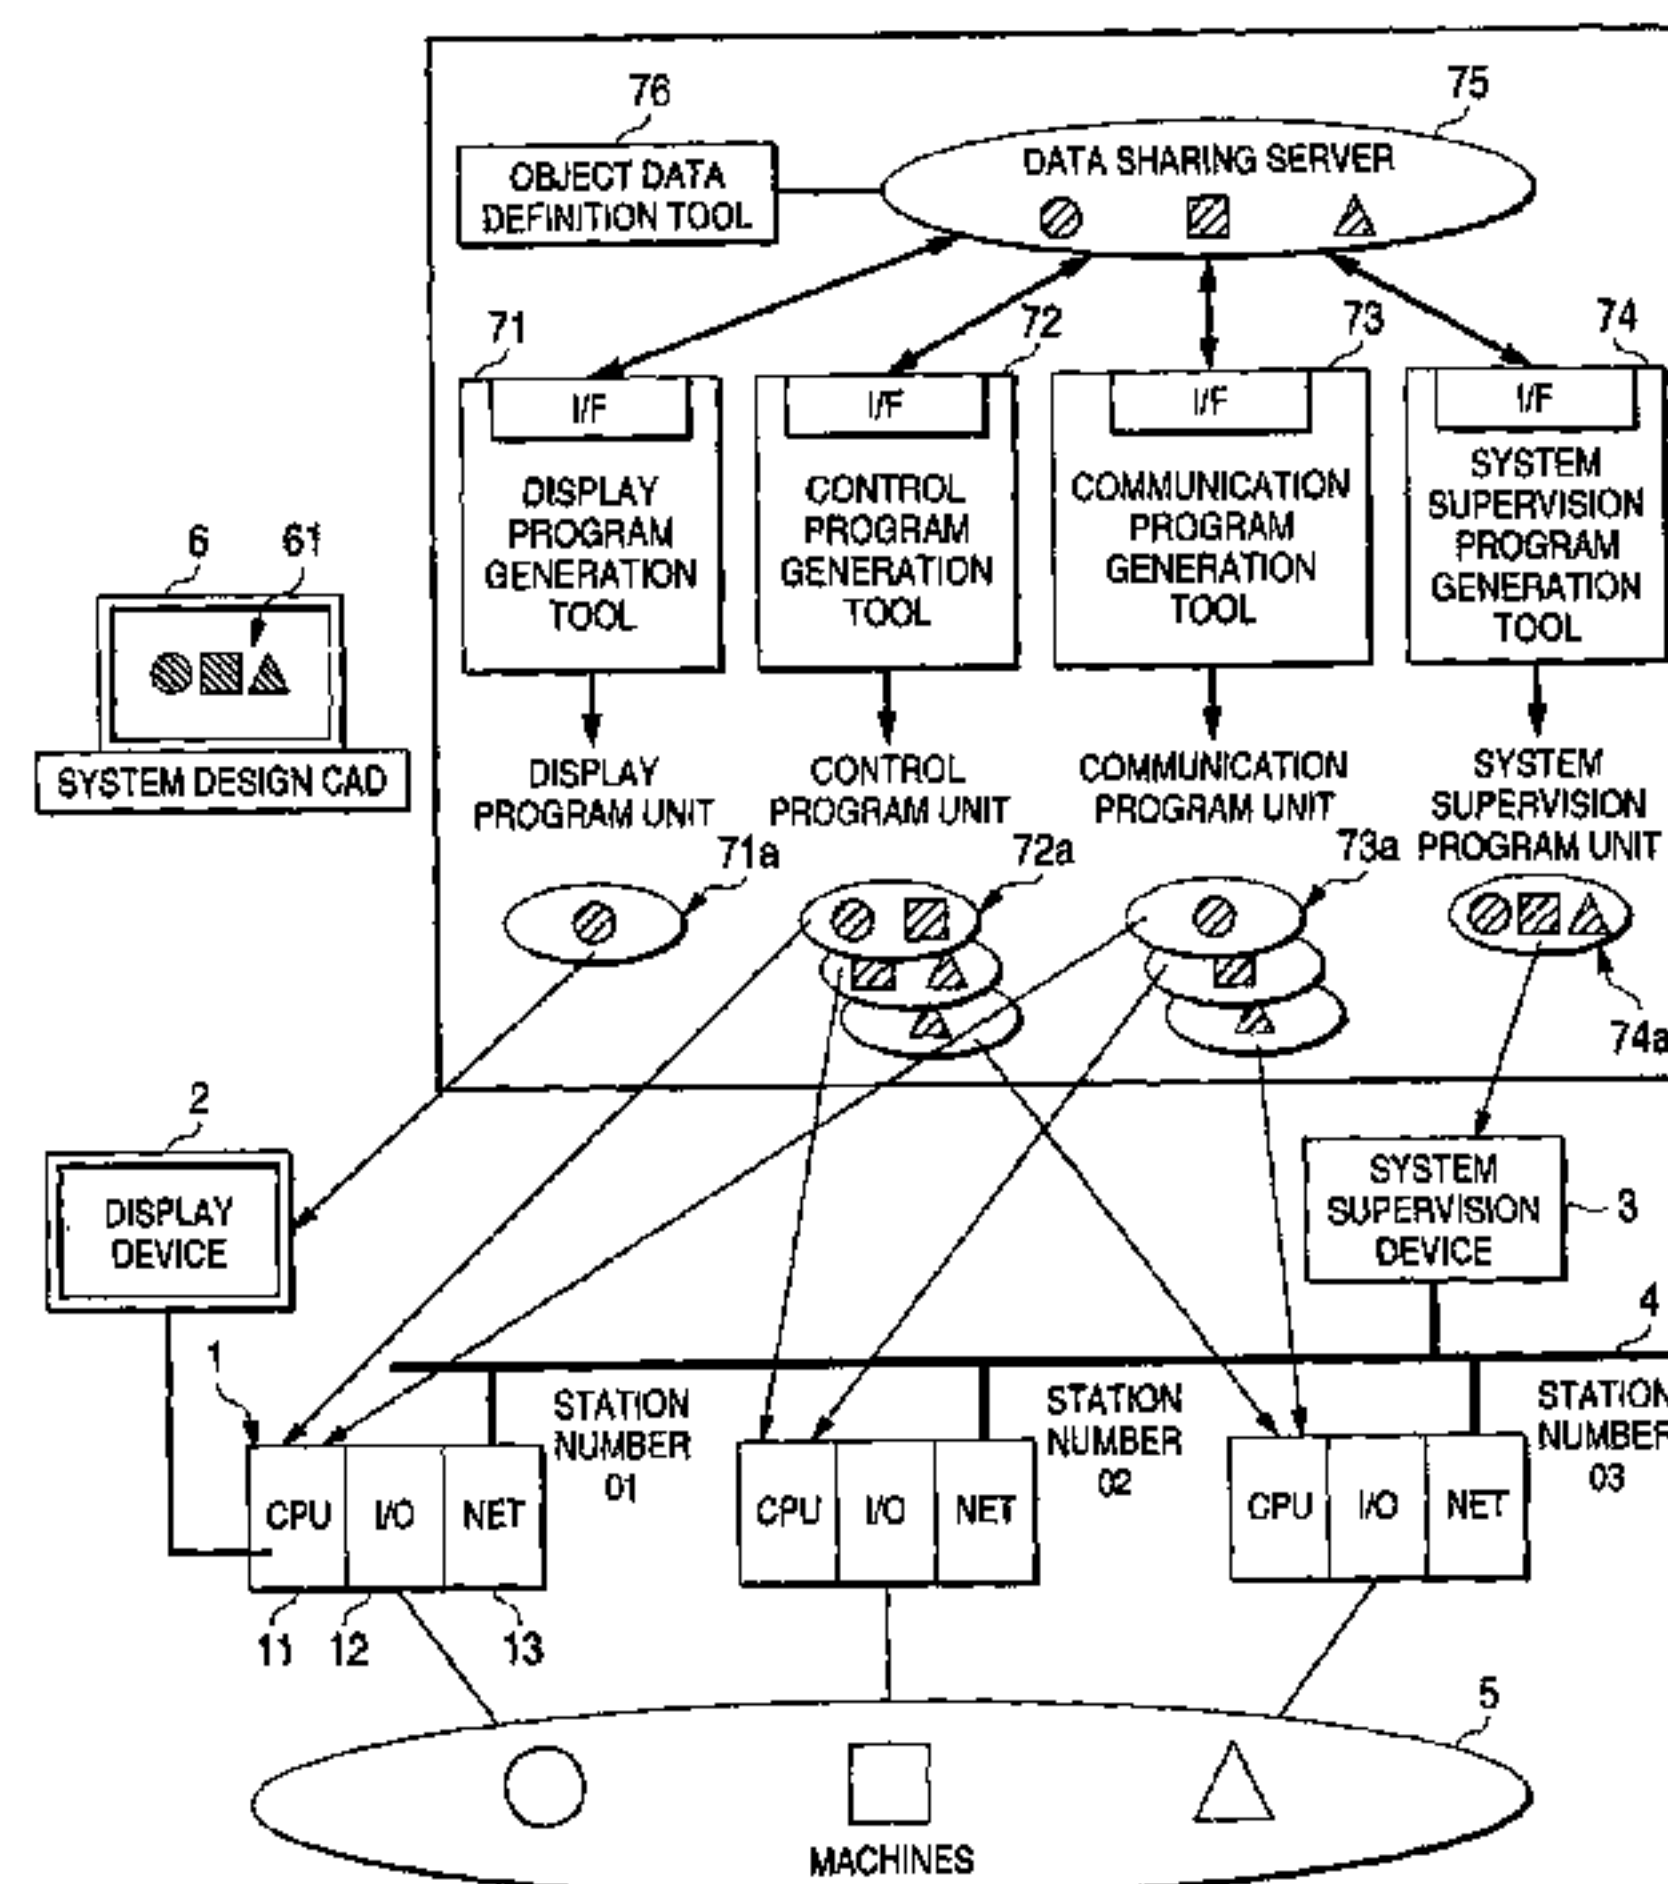 76
75
OBJECT DATA
DEFINITION TOOL
DATA SHARING SERVER
71
72
73
74
I/F
I/F
I/F
I/F
DISPLAY
PROGRAM
GENERATION
TOOL
CONTROL
PROGRAM
GENERATION
TOOL
COMMUNICATION
PROGRAM
GENERATION
TOOL
SYSTEM
SUPERVISION
PROGRAM
GENERATION
TOOL
6
61
SYSTEM DESIGN CAD
DISPLAY
PROGRAM UNIT
CONTROL
PROGRAM UNIT
COMMUNICATION
PROGRAM UNIT
SYSTEM
SUPERVISION
PROGRAM UNIT
71a
72a
73a
74a
2
DISPLAY
DEVICE
SYSTEM
SUPERVISION
DEVICE
3
4
1
STATION
NUMBER
01
STATION
NUMBER
02
STATION
NUMBER
03
CPU
I/O
NET
CPU
I/O
NET
CPU
I/O
NET
11
12
13
5
MACHINES